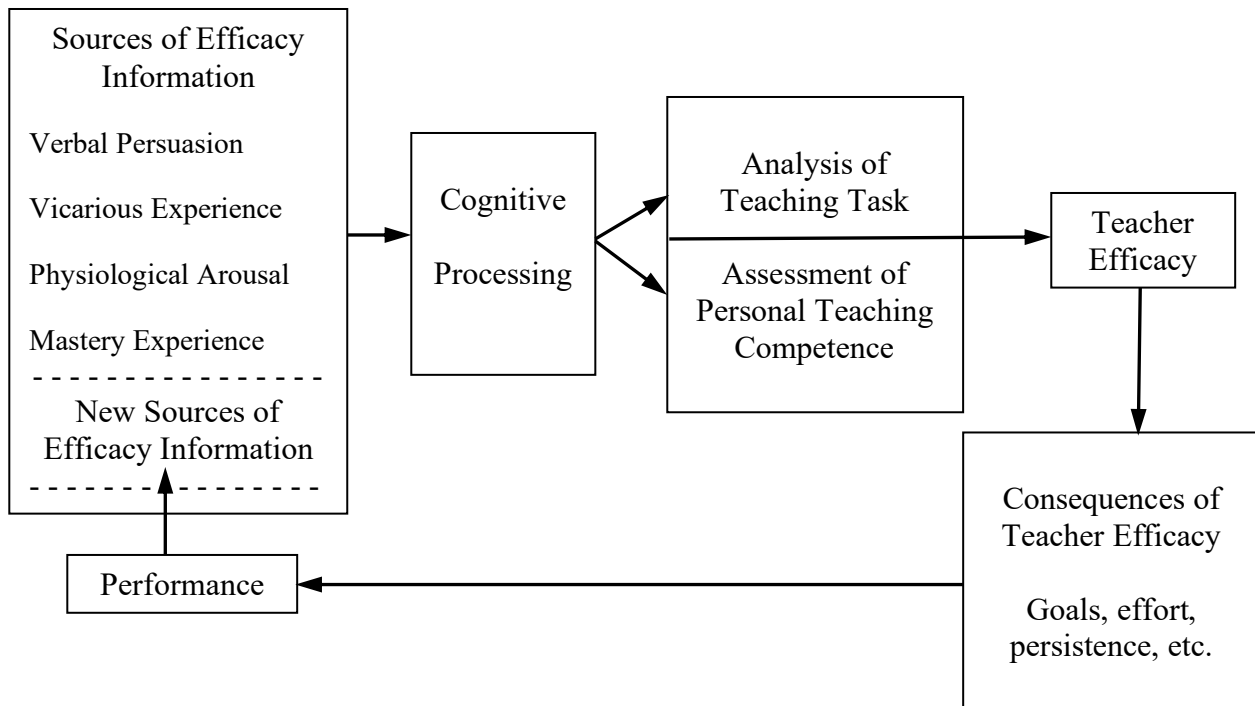 Sources of Efficacy
Information
Verbal Persuasion
Vicarious Experience
Physiological Arousal
Mastery Experience
New Sources of
Efficacy Information
Cognitive
Processing
Analysis of
Teaching Task
Assessment of
Personal Teaching
Competence
Teacher
Efficacy
Consequences of
Teacher Efficacy
Goals, effort,
persistence, etc.
Performance